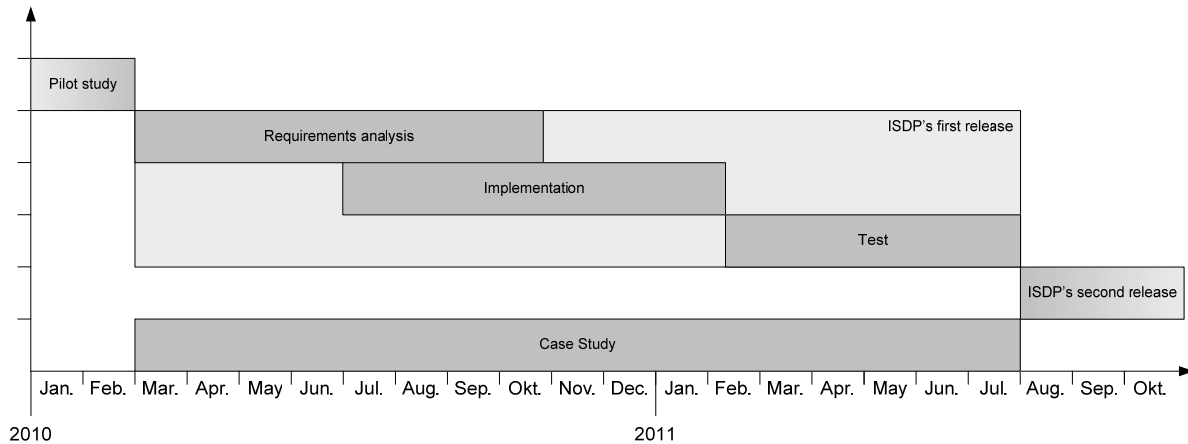 Pilot study
Requirements analysis
ISDP's first release
Implementation
Test
ISDP's second release
Case Study
Jan. Feb. Mar. Apr. May Jun. Jul. Aug. Sep. Okt. Nov. Dec. Jan. Feb. Mar. Apr. May Jun. Jul. Aug. Sep. Okt.
2010 2011